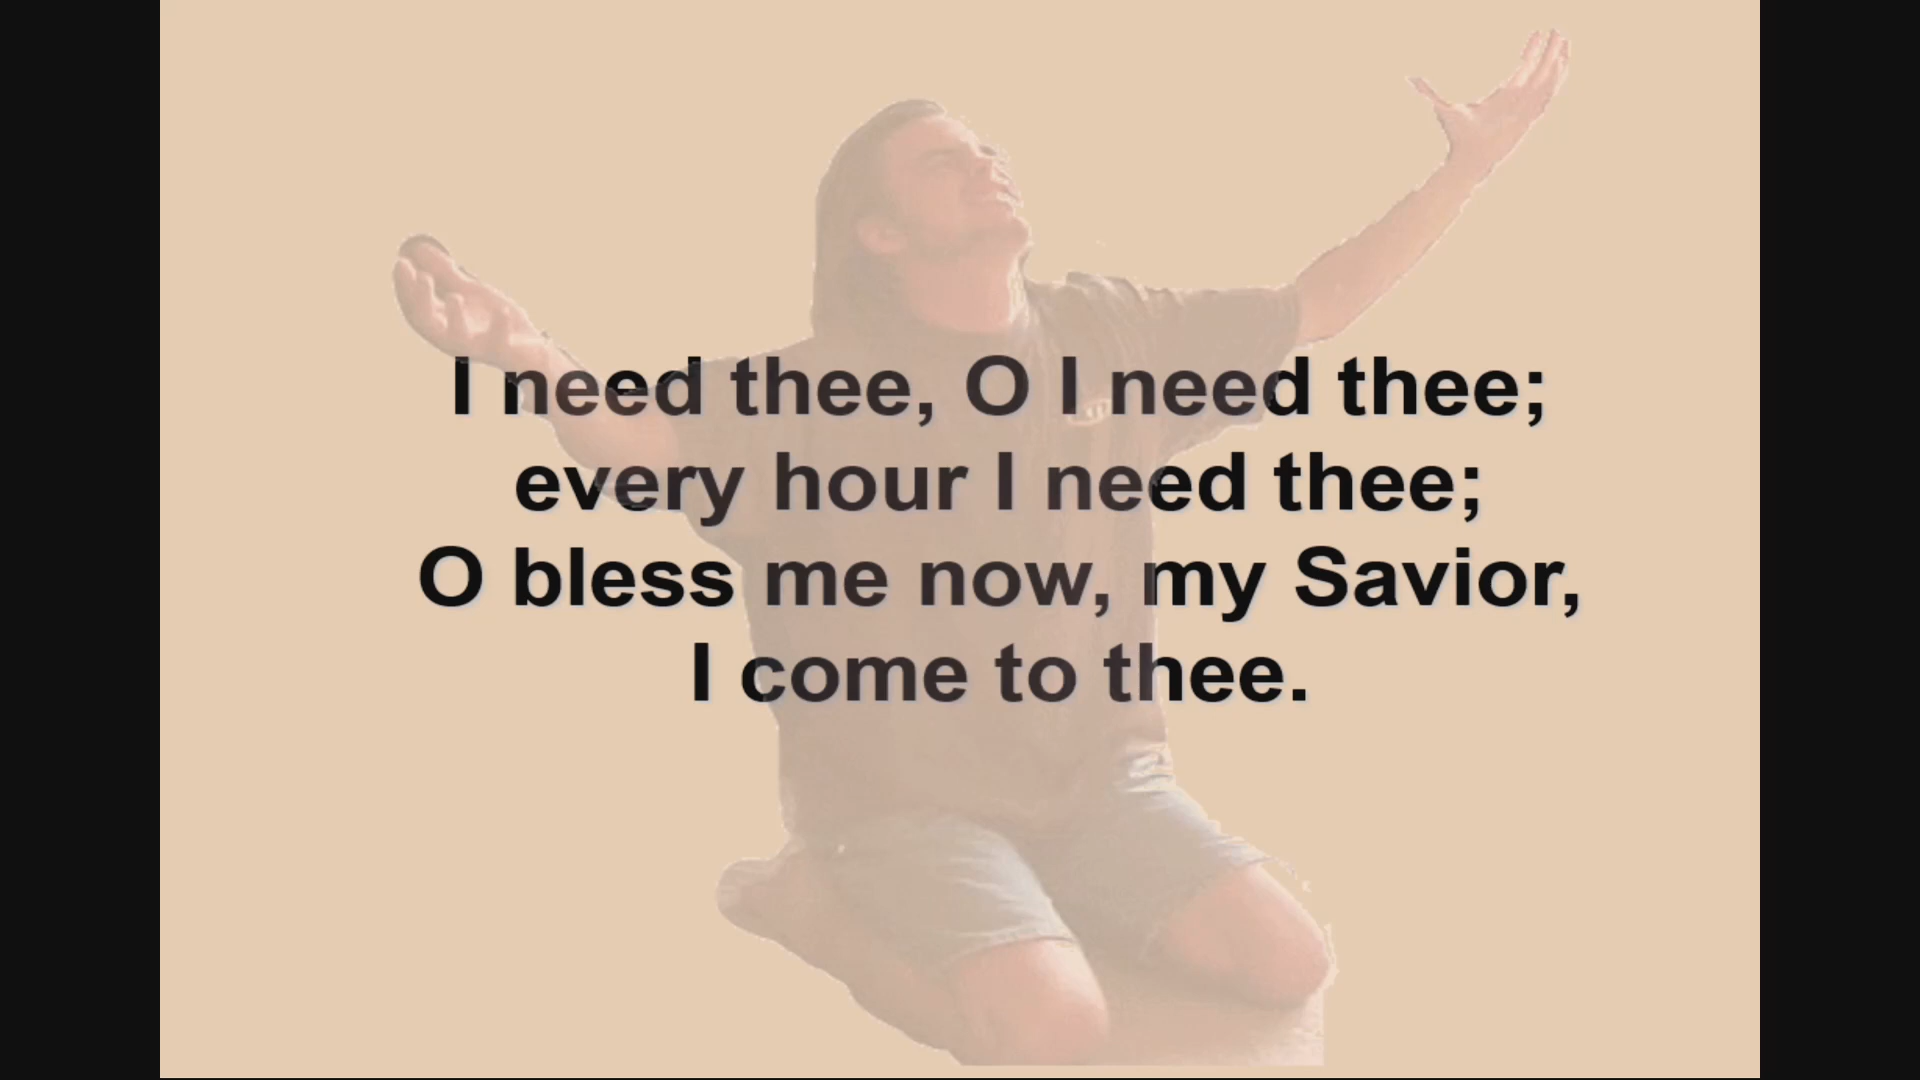 I need thee, O I need thee;
every hour I need thee;
O bless me now, my Savior,
I come to thee.